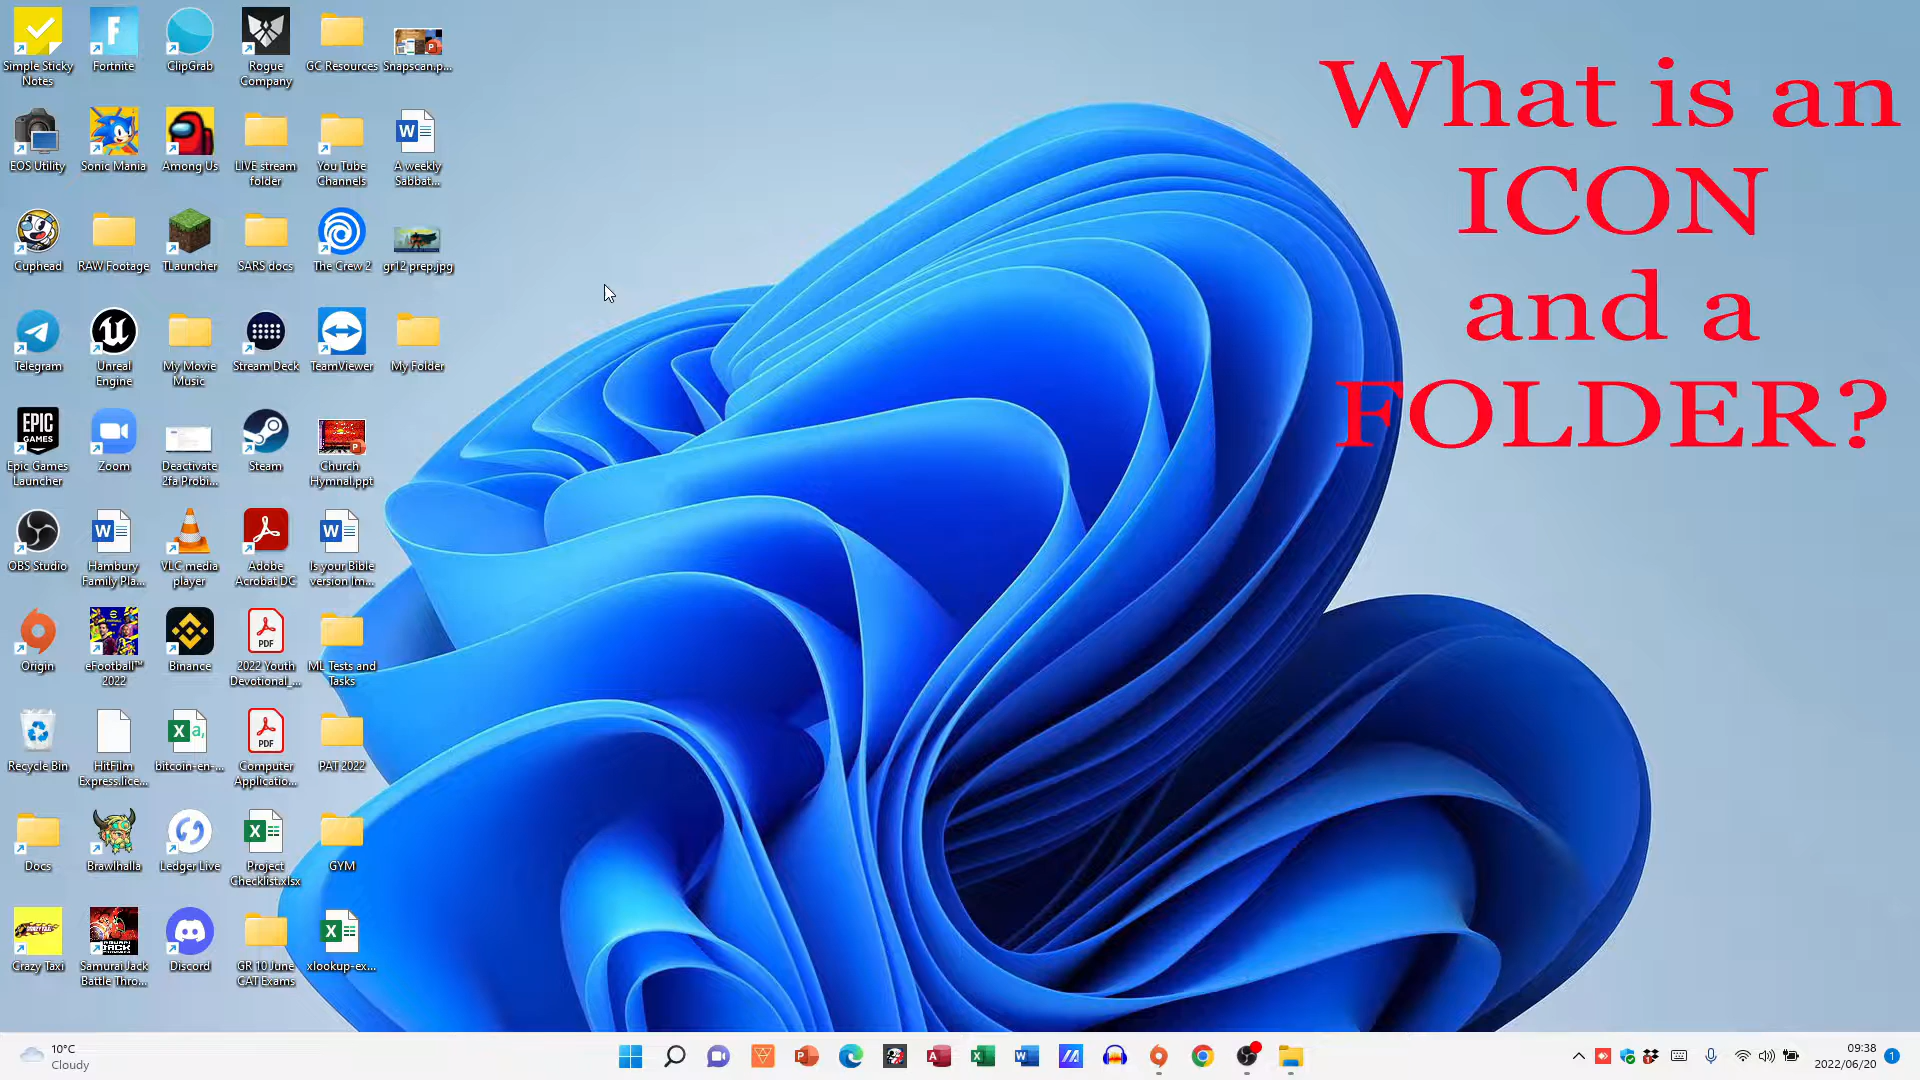 Simple Sticky
Notes
Fortnite
ClipGrab
Rogue
Company
GC Resources
Snapscan.p...
EOS Utility
Sonic Mania
Among Us
LIVE stream
folder
You Tube
Channels
A weekly
Sabbat...
Cuphead
RAW Footage
TLauncher
SARS docs
The Crew 2
gr12 prep.jpg
Telegram
Unreal
Engine
My Movie
Music
Stream Deck
TeamViewer
My Folder
EPIC
GAMES
Epic Games
Launcher
Zoom
Deactivate
2fa Probi...
Steam
Church
Hymnal.ppt
OBS Studio
Hambury
Family Pla...
VLC media
player
Adobe
Acrobat DC
Is your Bible
version Im...
Origin
eFootball™
2022
Binance
PDF
2022 Youth
Devotional_...
ML Tests and
Tasks
Recycle Bin
HitFilm
Express.lice...
bitcoin-en-...
PDF
Computer
Applicatio...
PAT 2022
Docs
Brawlhalla
Ledger Live
Project
Checklist.xlsx
GYM
Crazy Taxi
Samurai Jack
Battle Thro...
Discord
GR 10 June
CAT Exams
xlookup-ex...
What is an
ICON
and a
FOLDER?
10°C
Cloudy
09:38
2022/06/20
1